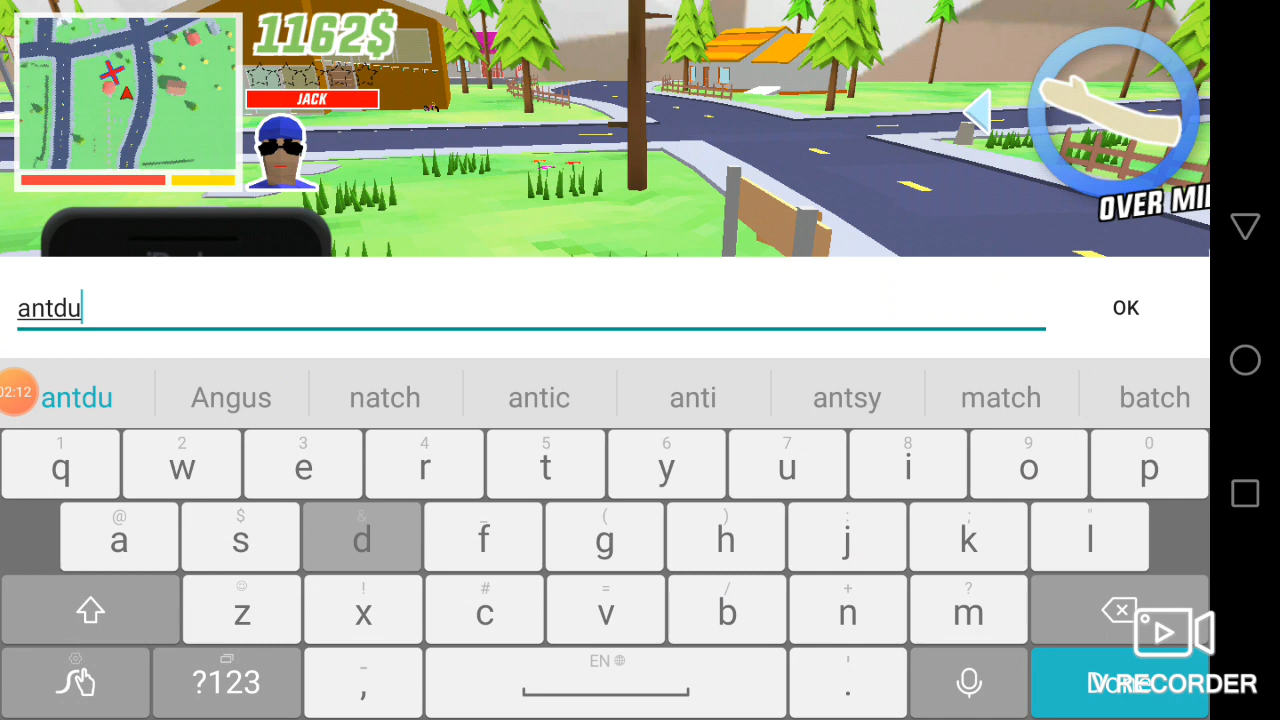 1162$
JACK
OVER MI
antdu
OK
02:12
antdu Angus natch antic anti antsy match batch
1 2 3 4 5 6 7 8 9 0
q w e r t y u i o p
@ $ & _ ( ) : ; "
a s d f g h j k l
! # = / + ?
z x c v b n m
EN
?123 , .
V RECORDER